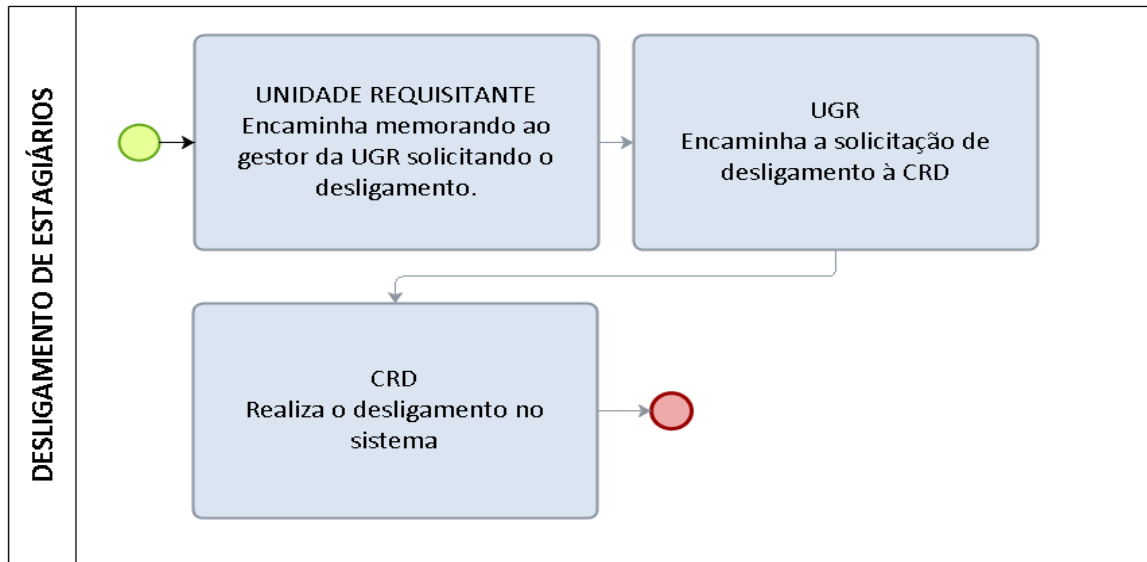 DESLIGAMENTO DE ESTAGIÁRIOS
UNIDADE REQUISITANTE
Encaminha memorando ao
gestor da UGR solicitando o
desligamento.
UGR
Encaminha a solicitação de
desligamento à CRD
CRD
Realiza o desligamento no
sistema